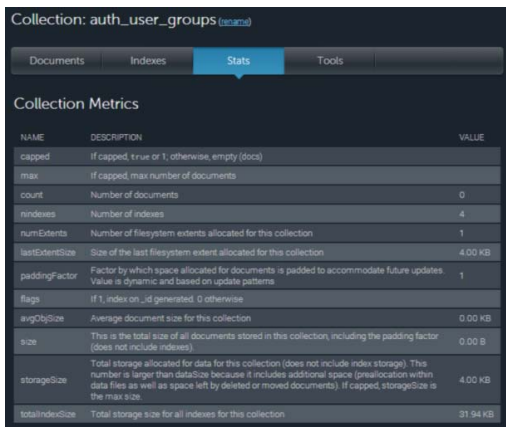 Collection: auth_user_groups (rename)
Documents Indexes Stats Tools
Collection Metrics
NAME DESCRIPTION VALUE
capped If capped, true or 1; otherwise, empty (docs)
max If capped, max number of documents
count Number of documents 0
nindexes Number of indexes 4
numExtents Number of filesystem extents allocated for this collection 1
lastExtentSize Size of the last filesystem extent allocated for this collection 4.00 KB
paddingFactor Factor by which space allocated for documents is padded to accommodate future updates. 1
Value is dynamic and based on update patterns
flags If 1, index on _id generated. 0 otherwise
avgObjSize Average document size for this collection 0.00 KB
size This is the total size of all documents stored in this collection, including the padding factor 0.00 B
(does not include indexes).
Total storage allocated for data for this collection (does not include index storage). This
number is larger than dataSize because it includes additional space (preallocation within
storageSize data files as well as space left by deleted or moved documents). If capped, storageSize is 4.00 KB
the max size.
totalIndexSize Total storage size for all indexes for this collection 31.94 KB